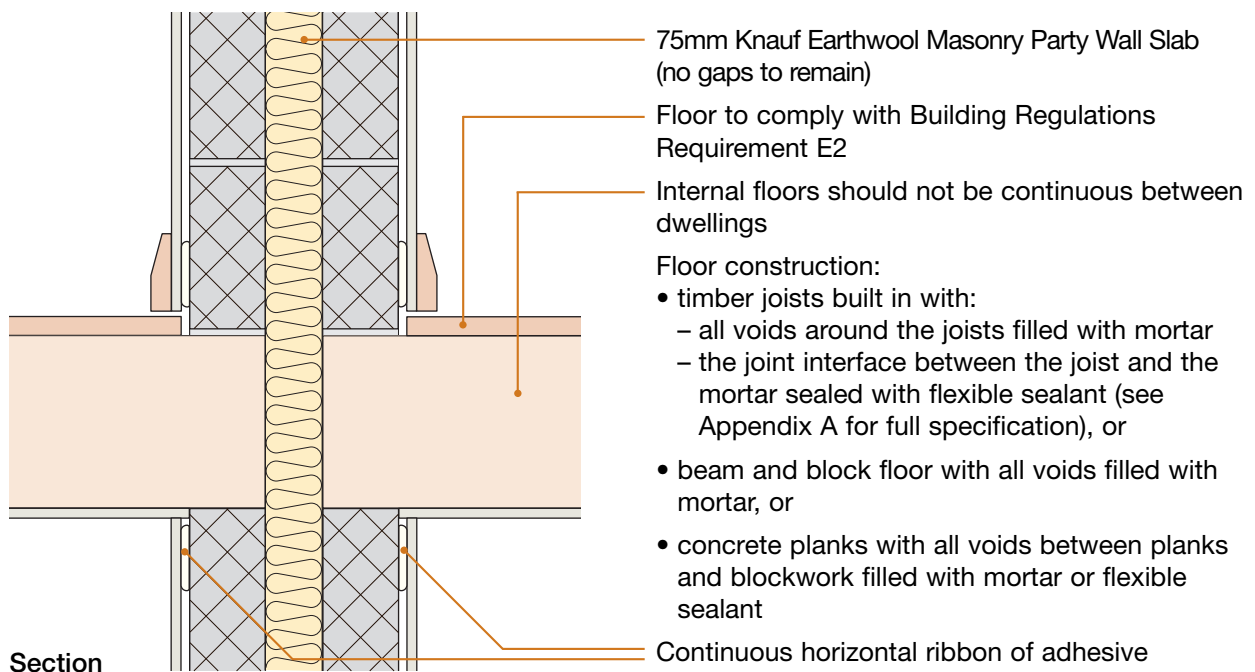 75mm Knauf Earthwool Masonry Party Wall Slab
(no gaps to remain)
Floor to comply with Building Regulations
Requirement E2
Internal floors should not be continuous between
dwellings
Floor construction:
• timber joists built in with:
– all voids around the joists filled with mortar
– the joint interface between the joist and the
mortar sealed with flexible sealant (see
Appendix A for full specification), or
• beam and block floor with all voids filled with
mortar, or
• concrete planks with all voids between planks
and blockwork filled with mortar or flexible
sealant
Continuous horizontal ribbon of adhesive
Section